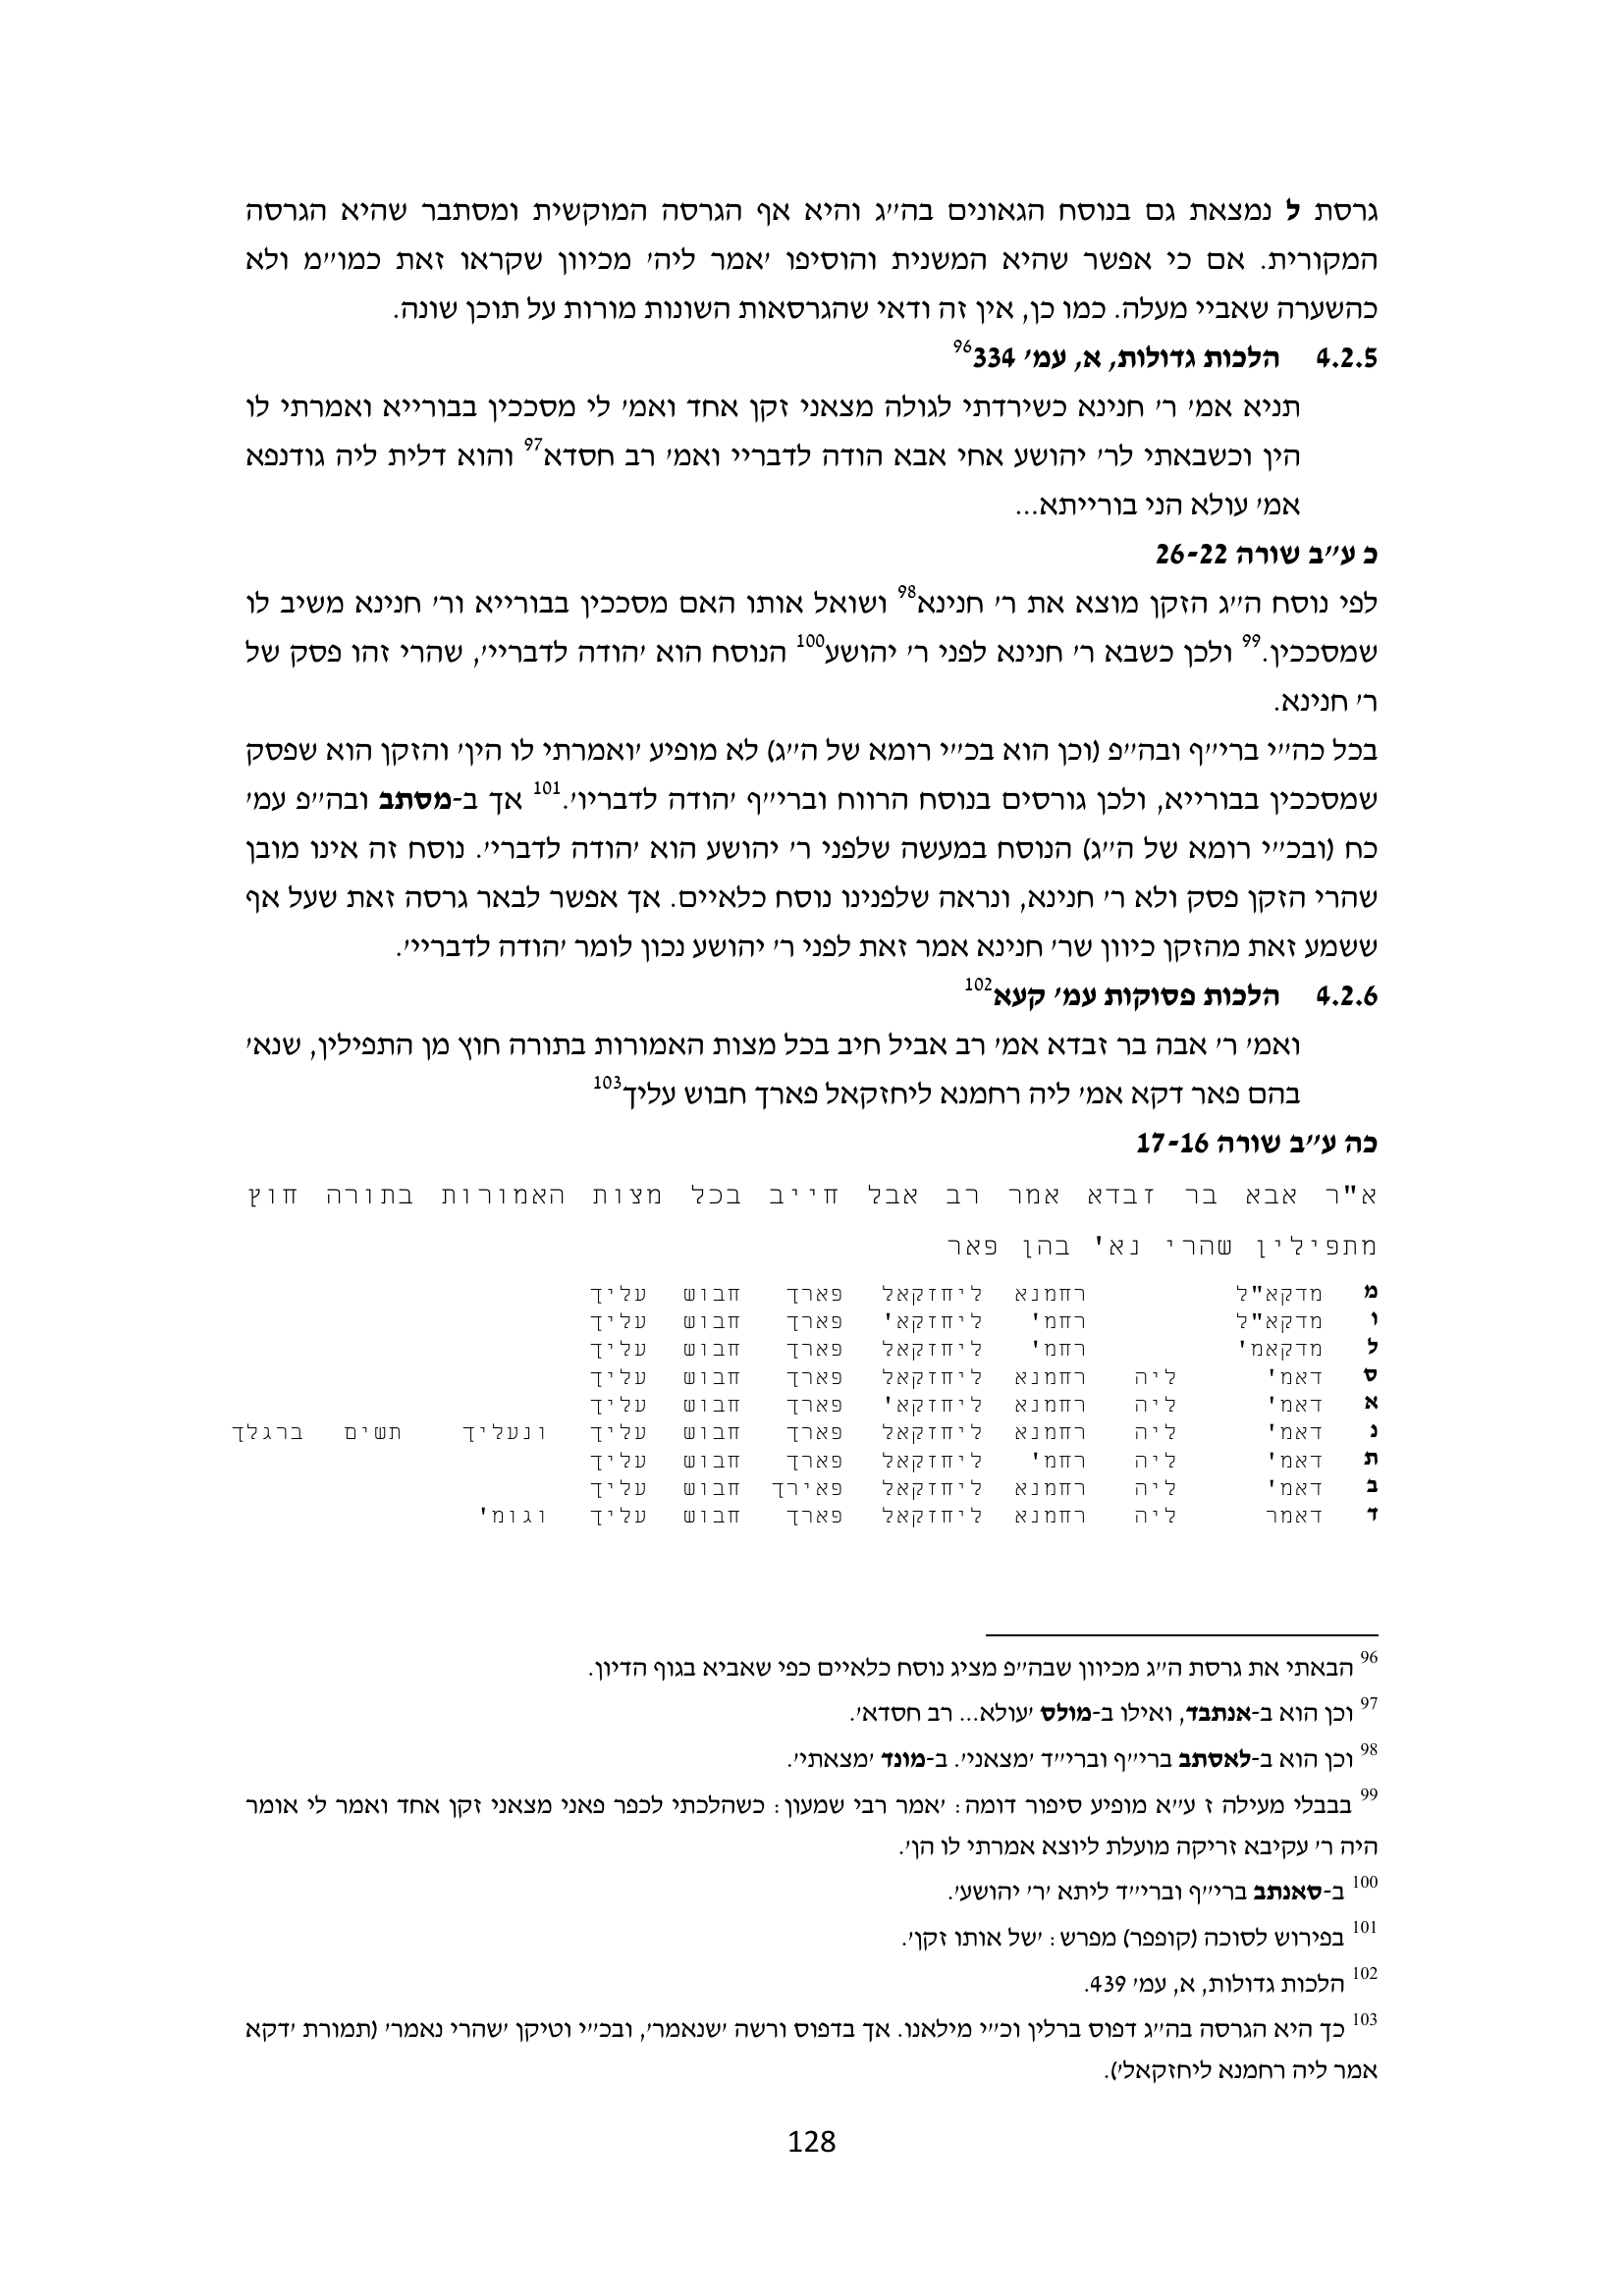 גרסת ל נמצאת גם בנוסח הגאונים בה״ג והיא אף הגרסה המוקשית ומסתבר שהיא הגרסה
המקורית. אם כי אפשר שהיא המשנית והוסיפו ׳אמר ליה׳ מכיוון שקראו זאת כמו״מ ולא
כהשערה שאביי מעלה. כמו כן, אין זה ודאי שהגרסאות השונות מורות על תוכן שונה.
4.2.5 הלכות גדולות, א, עמ׳ 334⁹⁶
תניא אמ׳ ר׳ חנינא כשירדתי לגולה מצאני זקן אחד ואמ׳ לי מסככין בבורייא ואמרתי לו
הין וכשבאתי לר׳ יהושע אחי אבא הודה לדבריי ואמ׳ רב חסדא⁹⁷ והוא דלית ליה גודנפא
אמ׳ עולא הני בורייתא...
כ ע״ב שורה 26-22
לפי נוסח ה״ג הזקן מוצא את ר׳ חנינא⁹⁸ ושואל אותו האם מסככין בבורייא ור׳ חנינא משיב לו
שמסככין.⁹⁹ ולכן כשבא ר׳ חנינא לפני ר׳ יהושע¹⁰⁰ הנוסח הוא ׳הודה לדבריי׳, שהרי זהו פסק של
ר׳ חנינא.
בכל כה״י ברי״ף ובה״פ (וכן הוא בכ״י רומא של ה״ג) לא מופיע ׳ואמרתי לו הין׳ והזקן הוא שפסק
שמסככין בבורייא, ולכן גורסים בנוסח הרווח וברי״ף ׳הודה לדבריו׳.¹⁰¹ אך ב-מסתב ובה״פ עמ׳
כח (ובכ״י רומא של ה״ג) הנוסח במעשה שלפני ר׳ יהושע הוא ׳הודה לדברי׳. נוסח זה אינו מובן
שהרי הזקן פסק ולא ר׳ חנינא, ונראה שלפנינו נוסח כלאיים. אך אפשר לבאר גרסה זאת שעל אף
ששמע זאת מהזקן כיוון שר׳ חנינא אמר זאת לפני ר׳ יהושע נכון לומר ׳הודה לדבריי׳.
4.2.6 הלכות פסוקות עמ׳ קעא¹⁰²
ואמ׳ ר׳ אבה בר זבדא אמ׳ רב אביל חיב בכל מצות האמורות בתורה חוץ מן התפילין, שנא׳
בהם פאר דקא אמ׳ ליה רחמנא ליחזקאל פארך חבוש עליך¹⁰³
כה ע״ב שורה 17-16
א"ר אבא בר זבדא אמר רב אבל חייב בכל מצות האמורות בתורה חוץ
מתפילין שהרי נא' בהן פאר
מ מדקא"ל רחמנא ליחזקאל פארך חבוש עליך
ו מדקא"ל רחמ' ליחזקא' פארך חבוש עליך
ל מדקאמ' רחמ' ליחזקאל פארך חבוש עליך
ס דאמ' ליה רחמנא ליחזקאל פארך חבוש עליך
א דאמ' ליה רחמנא ליחזקא' פארך חבוש עליך
נ דאמ' ליה רחמנא ליחזקאל פארך חבוש עליך ונעליך תשים ברגלך
ת דאמ' ליה רחמ' ליחזקאל פארך חבוש עליך
ב דאמ' ליה רחמנא ליחזקאל פאירך חבוש עליך
ד דאמר ליה רחמנא ליחזקאל פארך חבוש עליך וגומ'
⁹⁶ הבאתי את גרסת ה״ג מכיוון שבה״פ מציג נוסח כלאיים כפי שאביא בגוף הדיון.
⁹⁷ וכן הוא ב-אנתבד, ואילו ב-מולס ׳עולא... רב חסדא׳.
⁹⁸ וכן הוא ב-לאסתב ברי״ף וברי״ד ׳מצאני׳. ב-מונד ׳מצאתי׳.
⁹⁹ בבבלי מעילה ז ע״א מופיע סיפור דומה: ׳אמר רבי שמעון: כשהלכתי לכפר פאני מצאני זקן אחד ואמר לי אומר
היה ר׳ עקיבא זריקה מועלת ליוצא אמרתי לו הן׳.
¹⁰⁰ ב-סאנתב ברי״ף וברי״ד ליתא ׳ר׳ יהושע׳.
¹⁰¹ בפירוש לסוכה (קופפר) מפרש: ׳של אותו זקן׳.
¹⁰² הלכות גדולות, א, עמ׳ 439.
¹⁰³ כך היא הגרסה בה״ג דפוס ברלין וכ״י מילאנו. אך בדפוס ורשה ׳שנאמר׳, ובכ״י וטיקן ׳שהרי נאמר׳ (תמורת ׳דקא
אמר ליה רחמנא ליחזקאל׳).
128